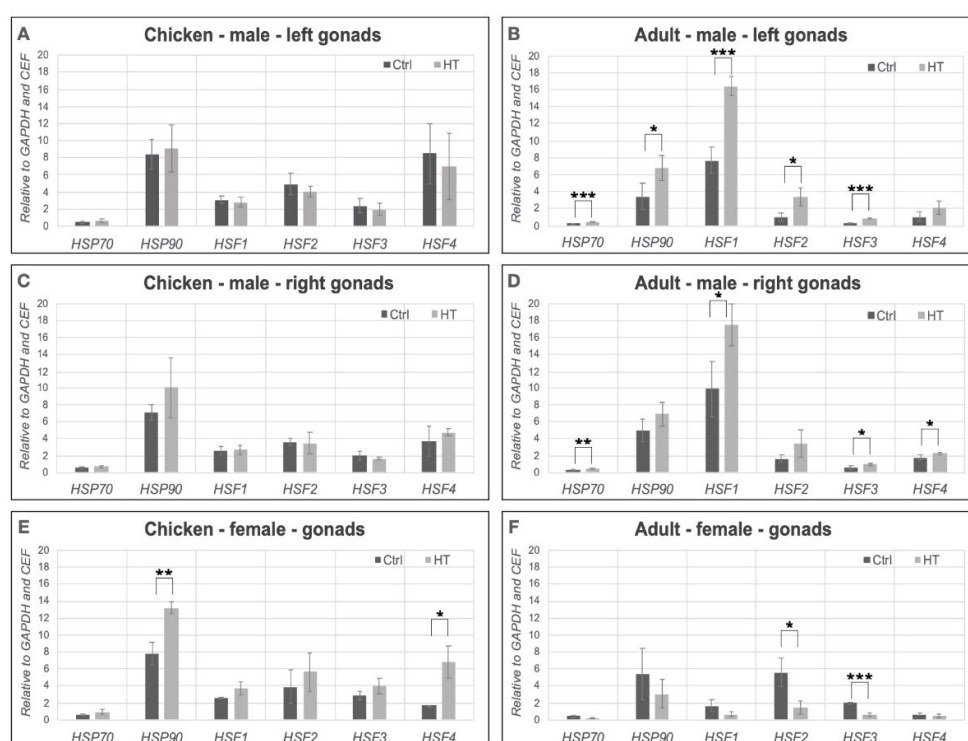 A Chicken - male - left gonads
Relative to GAPDH and CEF
20
18
16
14
12
10
8
6
4
2
0
Ctrl HT
HSP70 HSP90 HSF1 HSF2 HSF3 HSF4
B Adult - male - left gonads
Relative to GAPDH and CEF
20
18
16
14
12
10
8
6
4
2
0
Ctrl HT
*** * *** * ***
HSP70 HSP90 HSF1 HSF2 HSF3 HSF4
C Chicken - male - right gonads
Relative to GAPDH and CEF
20
18
16
14
12
10
8
6
4
2
0
Ctrl HT
HSP70 HSP90 HSF1 HSF2 HSF3 HSF4
D Adult - male - right gonads
Relative to GAPDH and CEF
20
18
16
14
12
10
8
6
4
2
0
Ctrl HT
** * * *
HSP70 HSP90 HSF1 HSF2 HSF3 HSF4
E Chicken - female - gonads
Relative to GAPDH and CEF
20
18
16
14
12
10
8
6
4
2
0
Ctrl HT
** *
HSP70 HSP90 HSF1 HSF2 HSF3 HSF4
F Adult - female - gonads
Relative to GAPDH and CEF
20
18
16
14
12
10
8
6
4
2
0
Ctrl HT
* ***
HSP70 HSP90 HSF1 HSF2 HSF3 HSF4